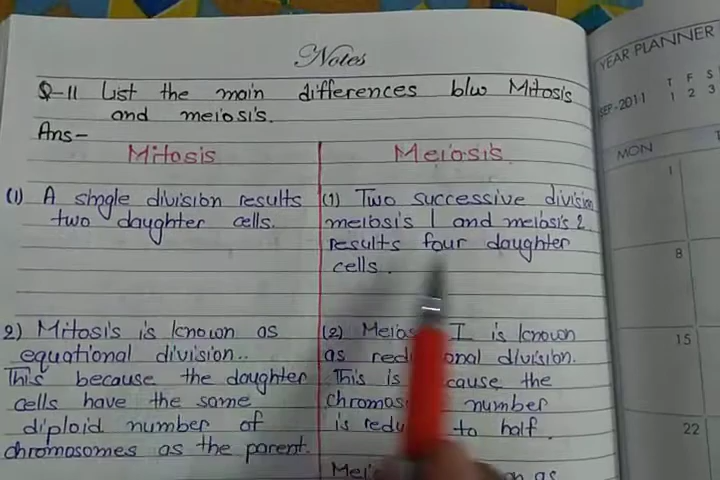 Notes
Q-11 List the main differences b/w Mitosis
and meiosis.
Ans-
Mitosis
(1) A single division results
two daughter cells.
2) Mitosis is known as
equational division..
This because the daughter
cells have the same
diploid number of
chromosomes as the parent.
Meiosis
(1) Two successive division
meiosis 1 and meiosis 2
results four daughter
cells.
(2) I is known
as division.
This is the
number
is to half.
as
YEAR PLANNER
SEP-2011
T F S
1 2 3
MON
1
8
15
22